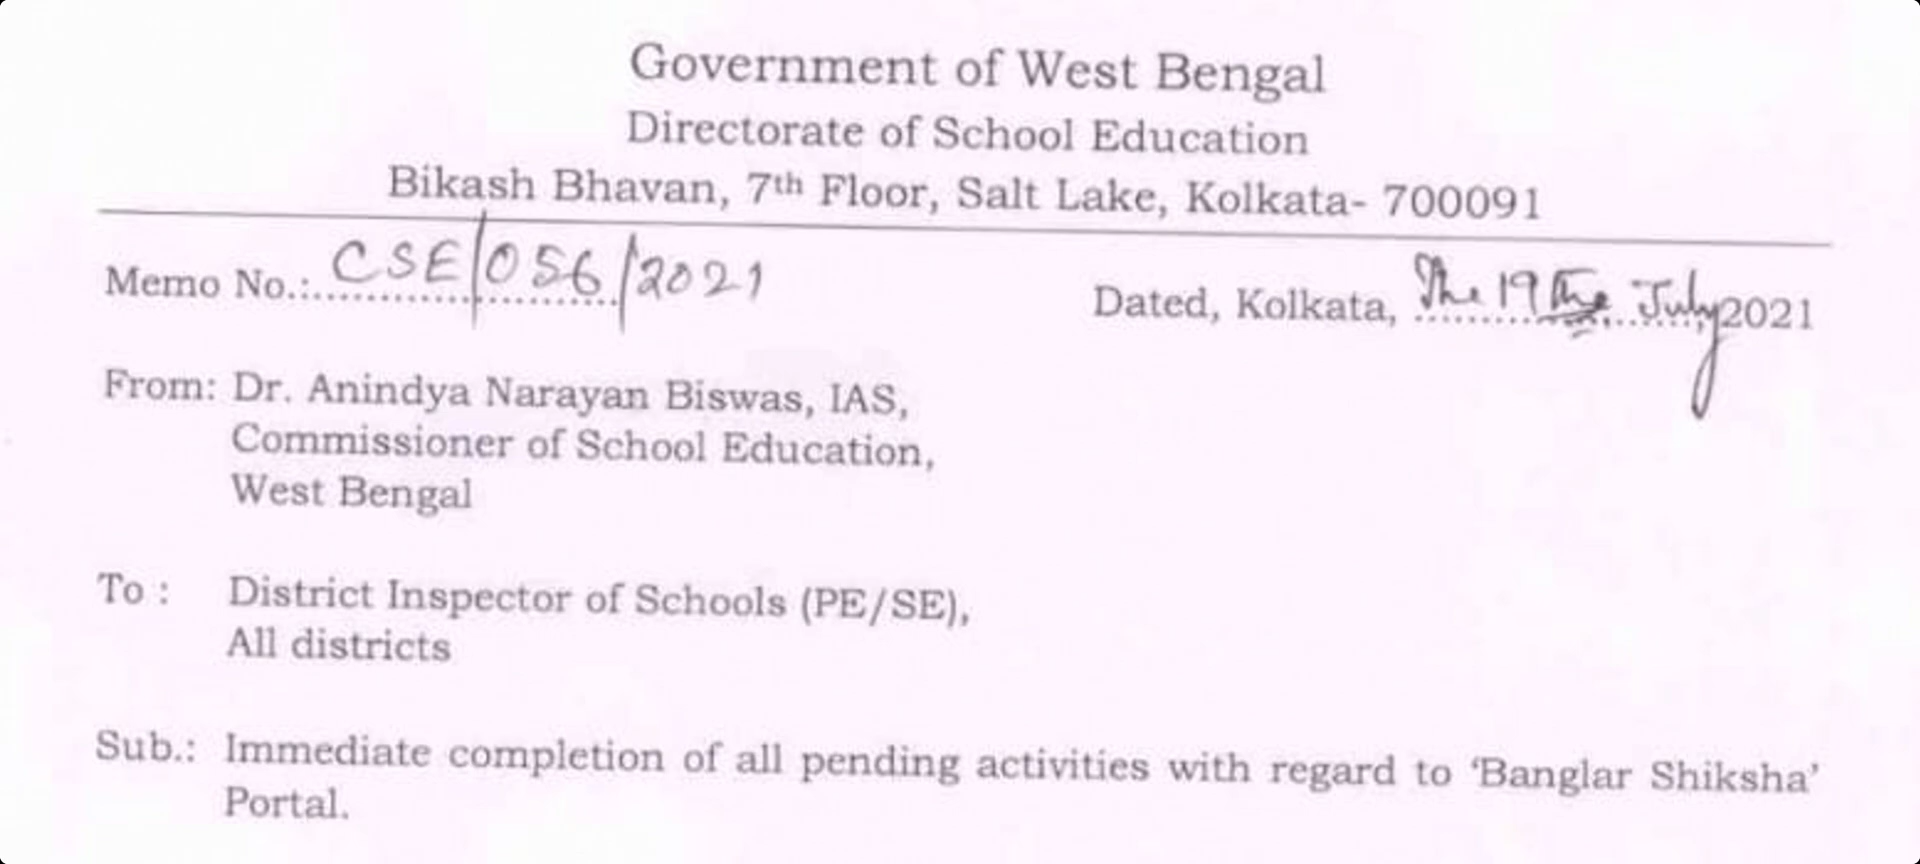 Government of West Bengal
Directorate of School Education
Bikash Bhavan, 7th Floor, Salt Lake, Kolkata- 700091
Memo No.: CSE/056/2021 Dated, Kolkata, The 19 July, 2021
From: Dr. Anindya Narayan Biswas, IAS,
Commissioner of School Education,
West Bengal
To : District Inspector of Schools (PE/SE),
All districts
Sub.: Immediate completion of all pending activities with regard to ‘Banglar Shiksha’
Portal.